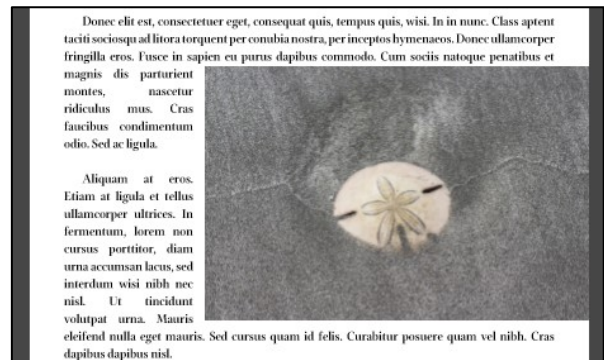 Donec elit est, consectetuer eget, consequat quis, tempus quis, wisi. In in nunc. Class aptent
taciti sociosqu ad litora torquent per conubia nostra, per inceptos hymenaeos. Donec ullamcorper
fringilla eros. Fusce in sapien eu purus dapibus commodo. Cum sociis natoque penatibus et
magnis dis parturient
montes, nascetur
ridiculus mus. Cras
faucibus condimentum
odio. Sed ac ligula.
Aliquam at eros.
Etiam at ligula et tellus
ullamcorper ultrices. In
fermentum, lorem non
cursus porttitor, diam
urna accumsan lacus, sed
interdum wisi nibh nec
nisl. Ut tincidunt
volutpat urna. Mauris
eleifend nulla eget mauris. Sed cursus quam id felis. Curabitur posuere quam vel nibh. Cras
dapibus dapibus nisl.